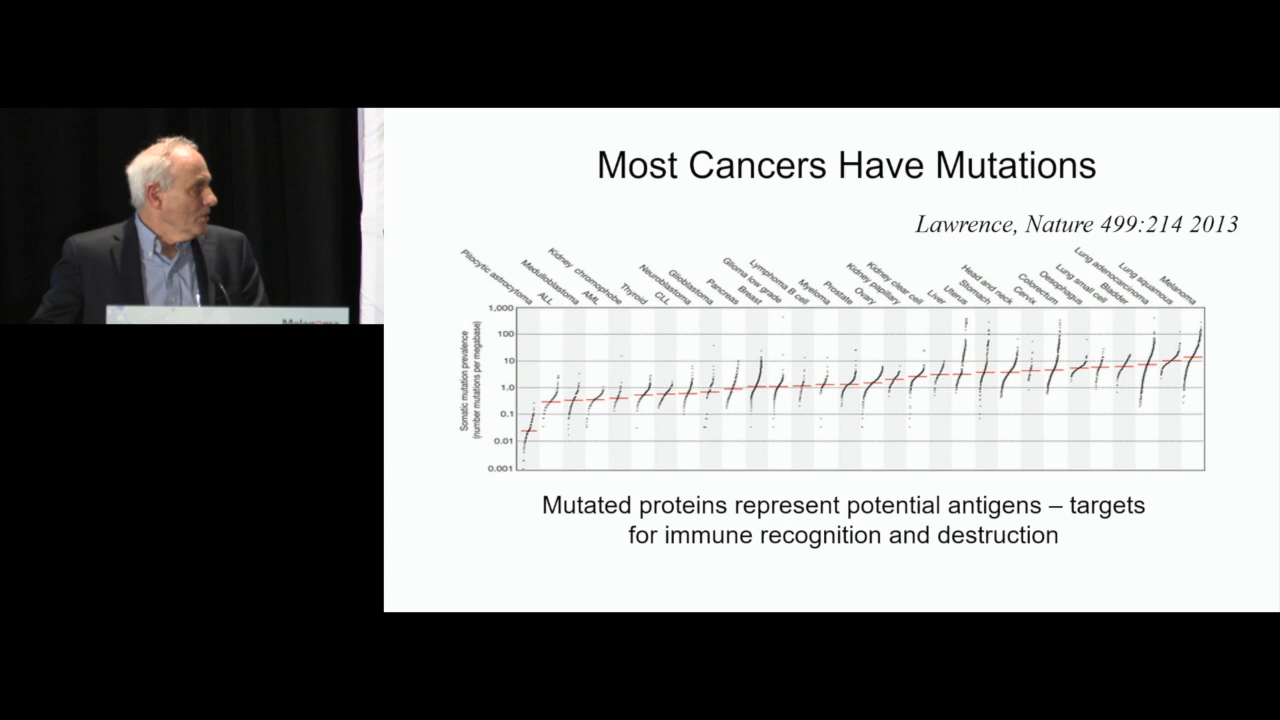 Most Cancers Have Mutations
Lawrence, Nature 499:214 2013
Pilocytic astrocytoma
ALL
Medulloblastoma
AML
Kidney chromophobe
Thyroid
CLL
Neuroblastoma
Glioblastoma
Pancreas
Breast
Glioma low grade
Lymphoma B cell
Myeloma
Prostate
Ovary
Kidney papillary
Kidney clear cell
Liver
Uterus
Stomach
Head and neck
Cervix
Colorectum
Oesophagus
Lung small cell
Bladder
Lung adenocarcinoma
Lung squamous
Melanoma
Somatic mutation prevalence
(number mutations per megabase)
1,000
100
10
1.0
0.1
0.01
0.001
Mutated proteins represent potential antigens – targets
for immune recognition and destruction
Melanoma